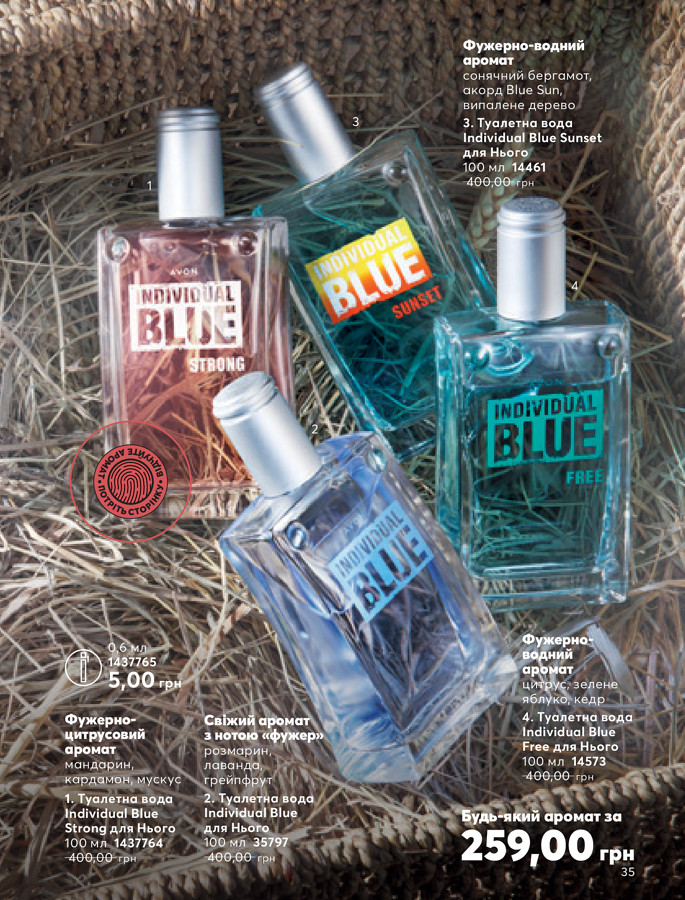 Фужерно-водний
аромат
сонячний бергамот,
акорд Blue Sun,
випалене дерево
3. Туалетна вода
Individual Blue Sunset
для Нього
100 мл 14461
400,00 грн
3
1
4
2
AVON
INDIVIDUAL
BLUE
STRONG
INDIVIDUAL
BLUE
SUNSET
INDIVIDUAL
BLUE
FREE
INDIVIDUAL
BLUE
ВІДЧУЙТЕ АРОМАТ • ПОТРІТЬ СТОРІНКУ •
0,6 мл
1437765
5,00 грн
Фужерно-
цитрусовий
аромат
мандарин,
кардамон, мускус
1. Туалетна вода
Individual Blue
Strong для Нього
100 мл 1437764
400,00 грн
Свіжий аромат
з нотою «фужер»
розмарин,
лаванда,
грейпфрут
2. Туалетна вода
Individual Blue
для Нього
100 мл 35797
400,00 грн
Фужерно-
водний
аромат
цитрус, зелене
яблуко, кедр
4. Туалетна вода
Individual Blue
Free для Нього
100 мл 14573
400,00 грн
Будь-який аромат за
259,00 грн
35